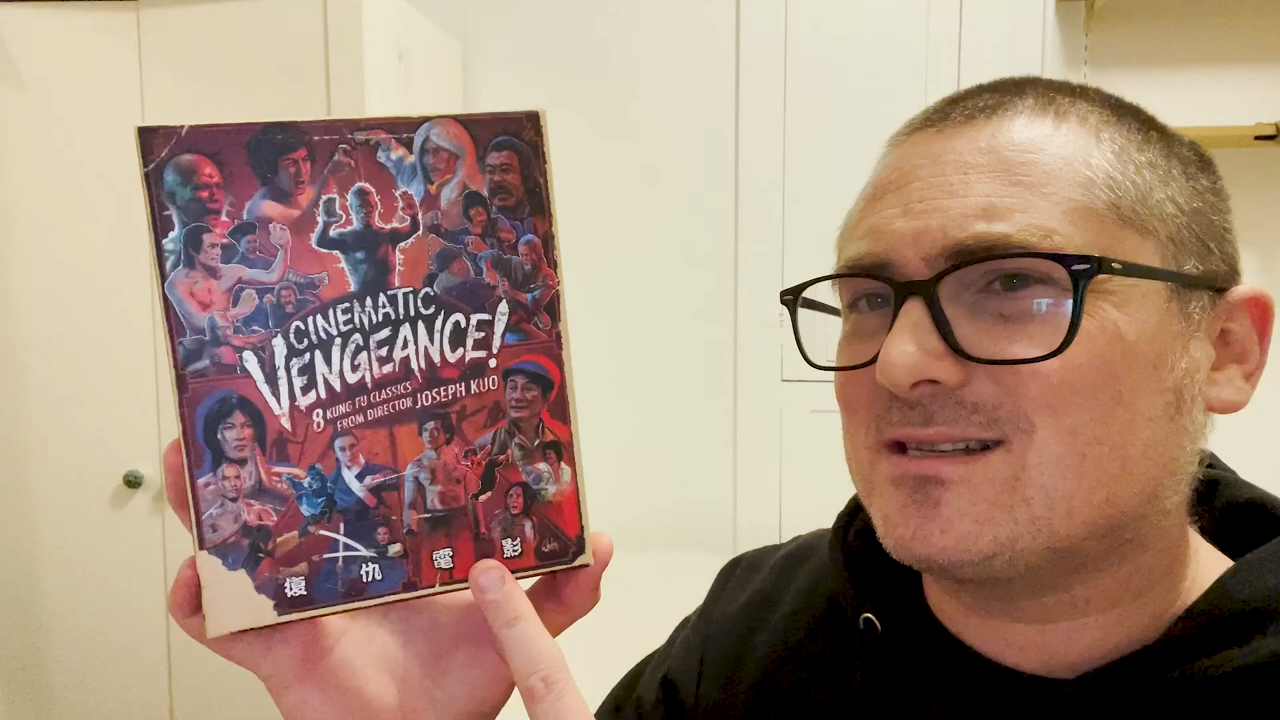 CINEMATIC
VENGEANCE!
8 KUNG FU CLASSICS
FROM DIRECTOR JOSEPH KUO
復仇電影